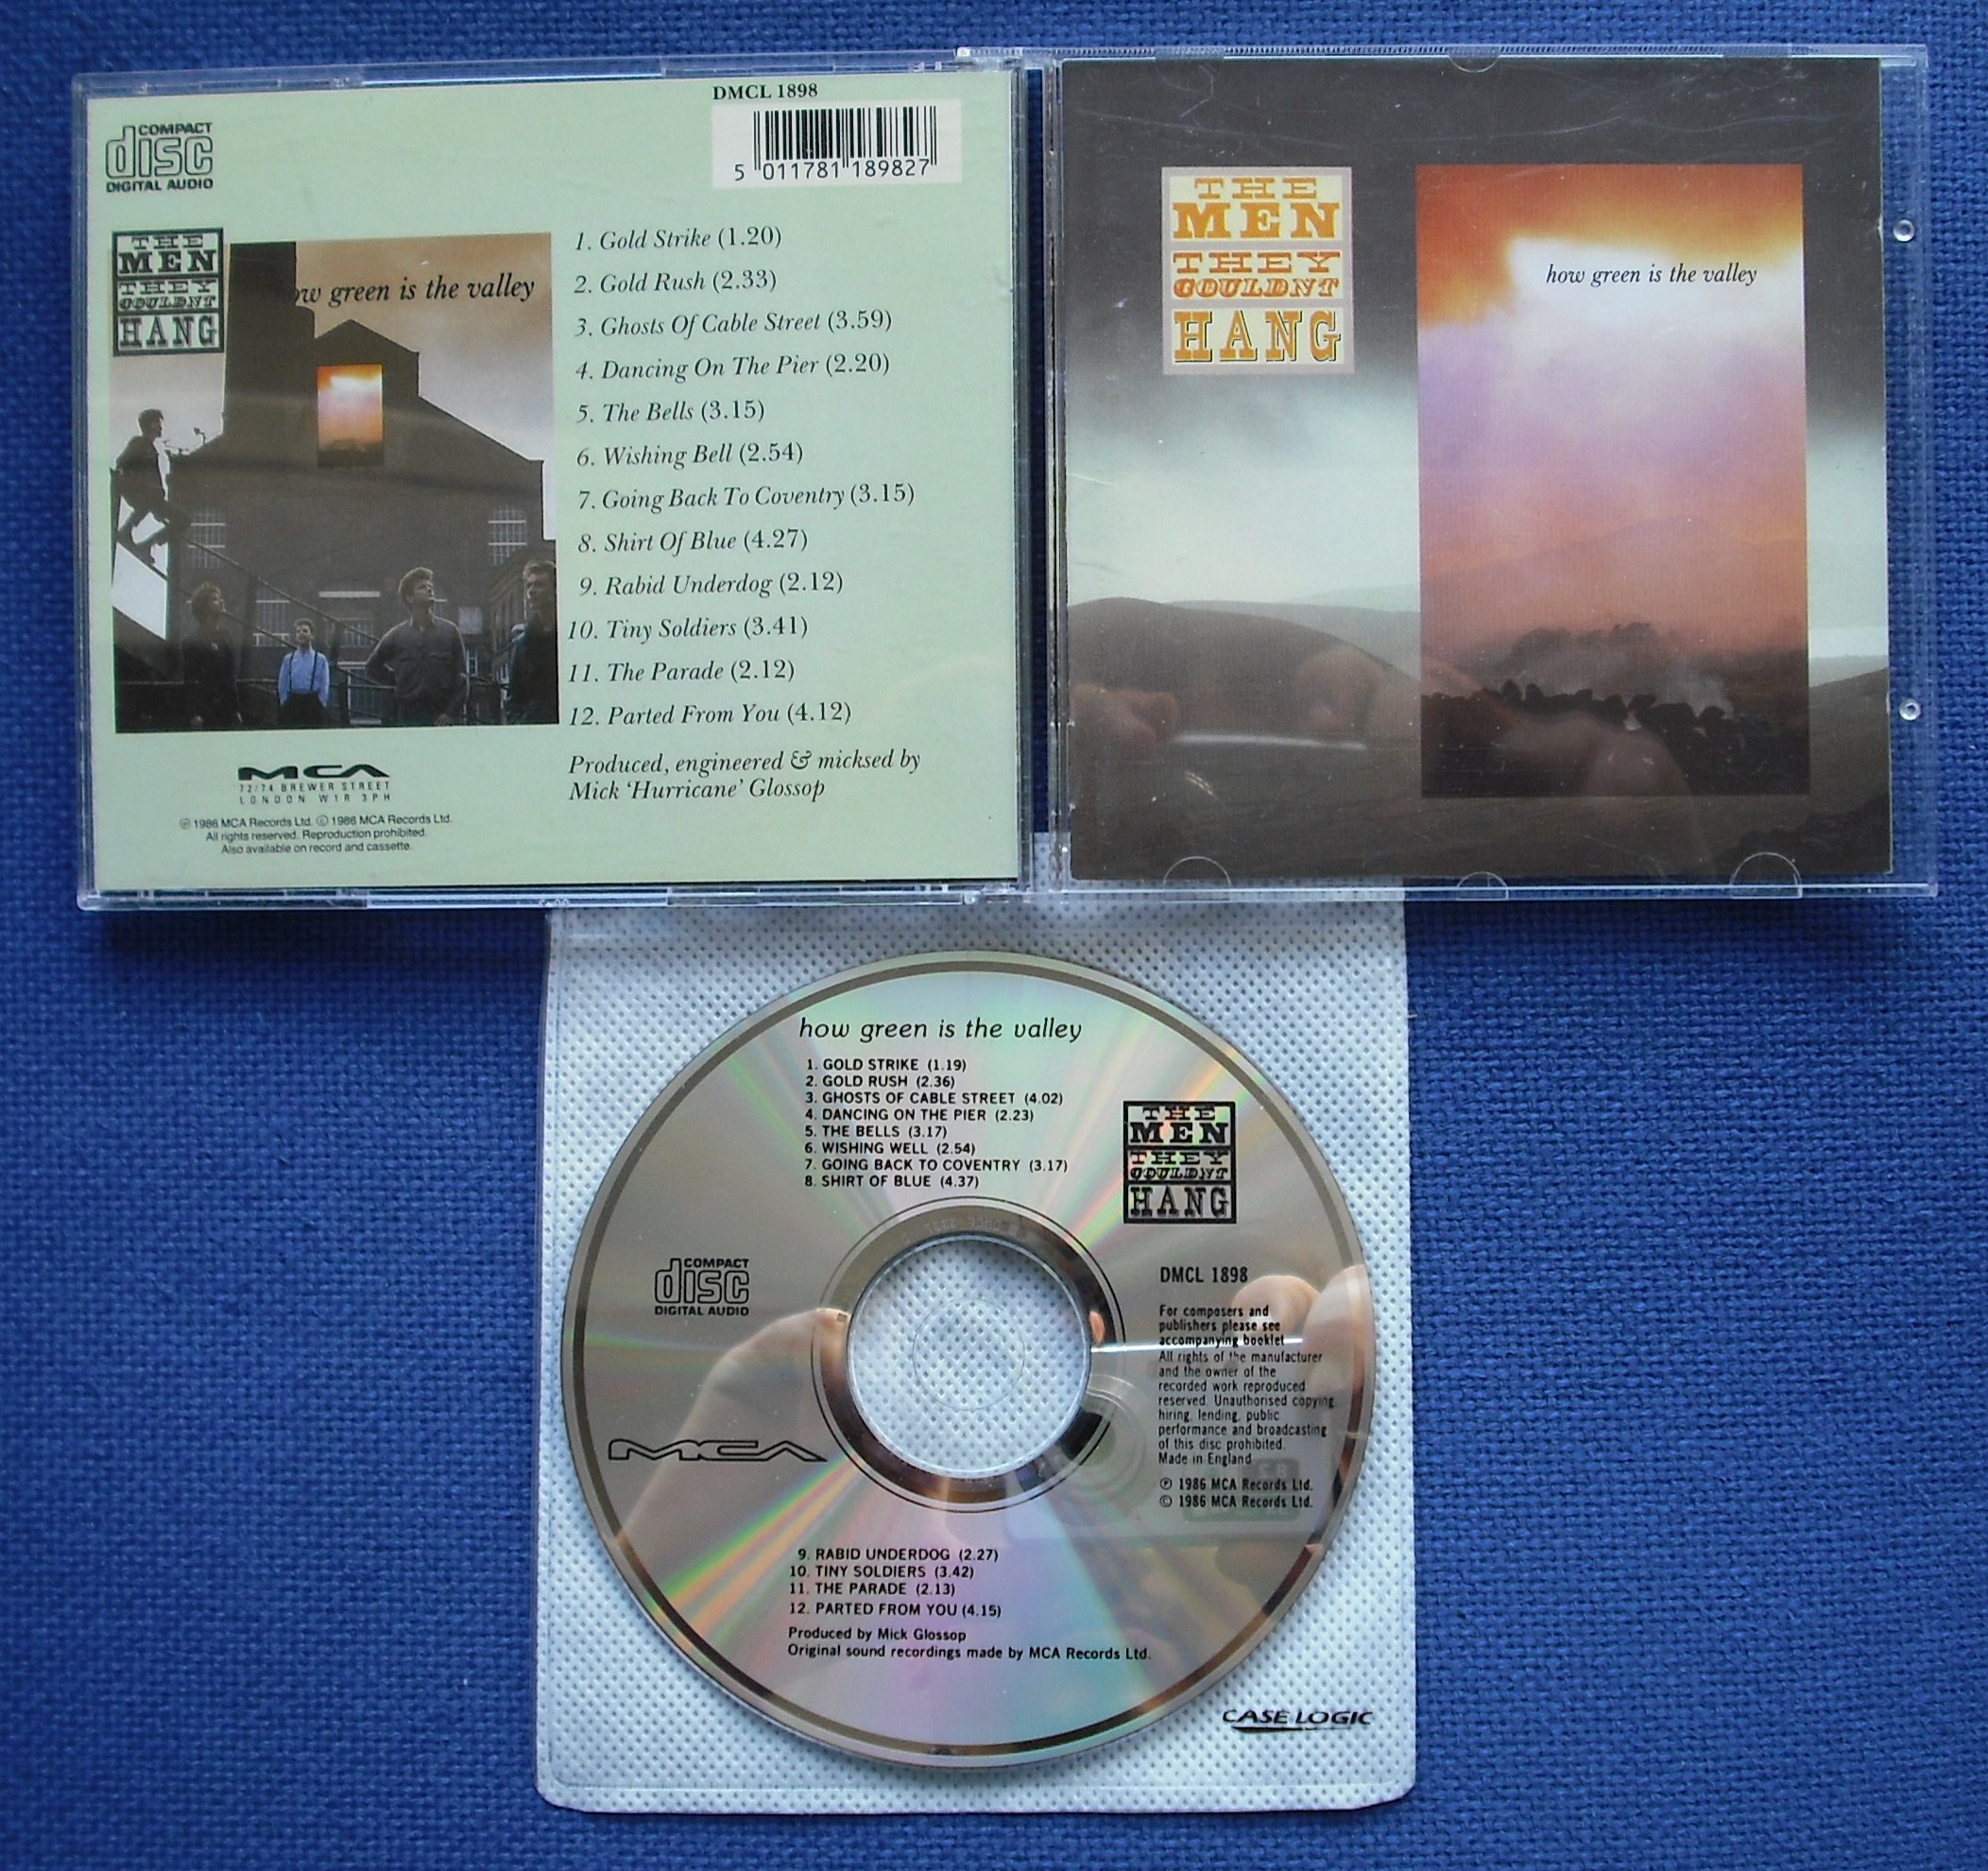 DMCL 1898
5 011781 189827
COMPACT
disc
DIGITAL AUDIO
THE
MEN
THEY
COULDNT
HANG
ow green is the valley
1. Gold Strike (1.20)
2. Gold Rush (2.33)
3. Ghosts Of Cable Street (3.59)
4. Dancing On The Pier (2.20)
5. The Bells (3.15)
6. Wishing Bell (2.54)
7. Going Back To Coventry (3.15)
8. Shirt Of Blue (4.27)
9. Rabid Underdog (2.12)
10. Tiny Soldiers (3.41)
11. The Parade (2.12)
12. Parted From You (4.12)
Produced, engineered & micksed by
Mick ‘Hurricane’ Glossop
MCA
72/74 BREWER STREET
LONDON W1R 3PH
℗ 1986 MCA Records Ltd. © 1986 MCA Records Ltd.
All rights reserved. Reproduction prohibited.
Also available on record and cassette.
THE
MEN
THEY
COULDNT
HANG
how green is the valley
how green is the valley
1. GOLD STRIKE (1.19)
2. GOLD RUSH (2.36)
3. GHOSTS OF CABLE STREET (4.02)
4. DANCING ON THE PIER (2.23)
5. THE BELLS (3.17)
6. WISHING WELL (2.54)
7. GOING BACK TO COVENTRY (3.17)
8. SHIRT OF BLUE (4.37)
THE
MEN
THEY
COULDNT
HANG
COMPACT
disc
DIGITAL AUDIO
MCA
DMCL 1898
For composers and
publishers please see
accompanying booklet
All rights of the manufacturer
and the owner of the
recorded work reproduced
reserved. Unauthorised copying,
hiring, lending, public
performance and broadcasting
of this disc prohibited.
Made in England
℗ 1986 MCA Records Ltd.
© 1986 MCA Records Ltd.
9. RABID UNDERDOG (2.27)
10. TINY SOLDIERS (3.42)
11. THE PARADE (2.13)
12. PARTED FROM YOU (4.15)
Produced by Mick Glossop
Original sound recordings made by MCA Records Ltd.
CASE LOGIC